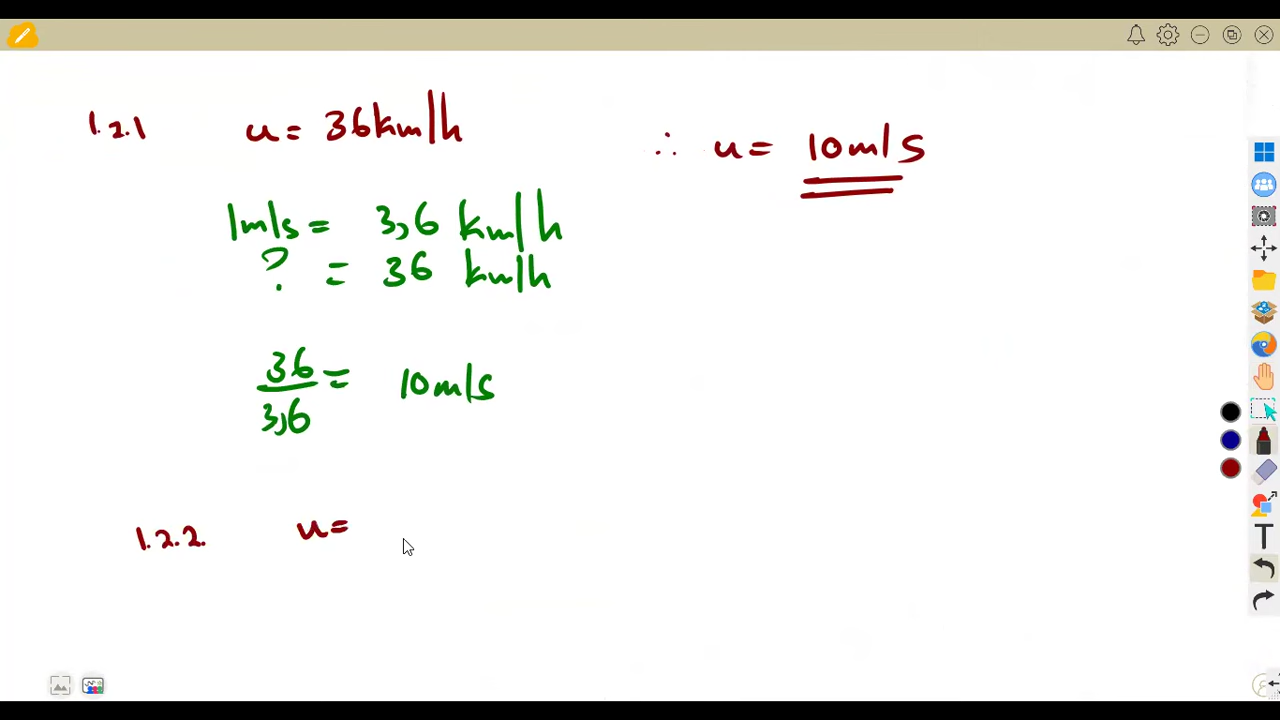 1.2.1 u = 36km/h
∴ u = 10m/s
1m/s = 3,6 km/h
? = 36 km/h
36/3,6 = 10m/s
1.2.2. u =
T